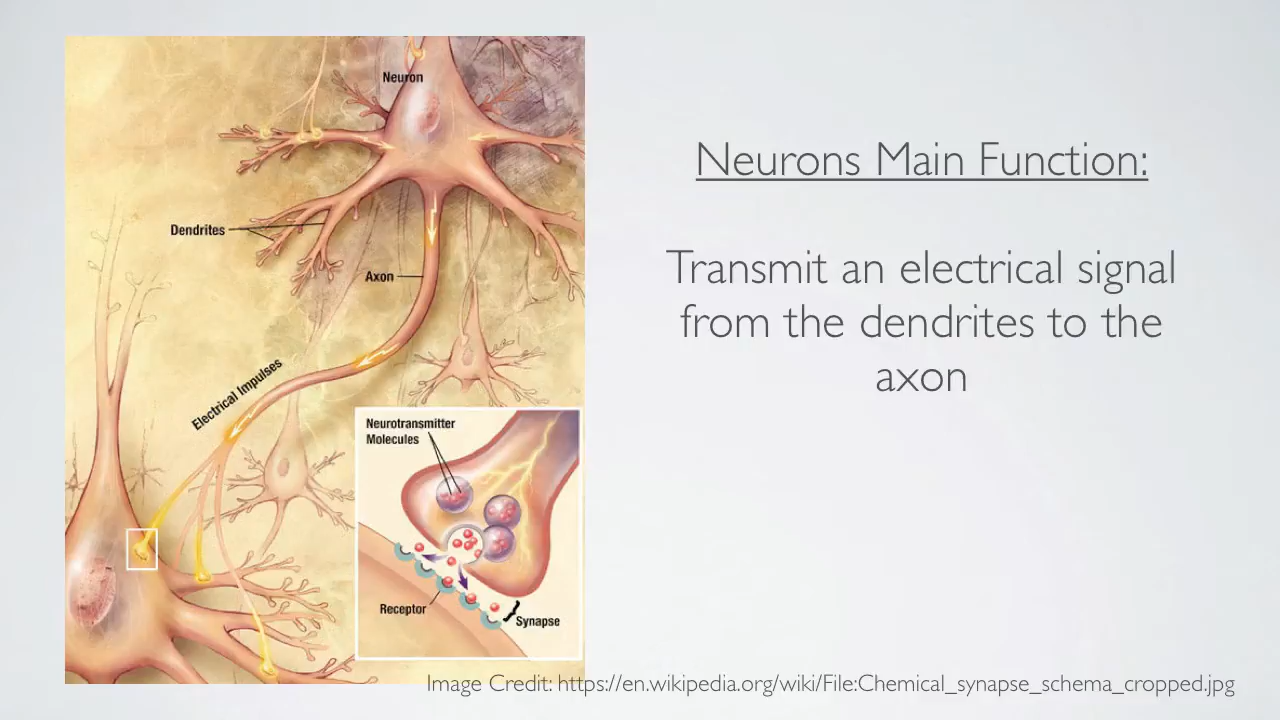 Neuron
Dendrites
Axon
Electrical Impulses
Neurotransmitter
Molecules
Receptor
Synapse
Neurons Main Function:
Transmit an electrical signal
from the dendrites to the
axon
Image Credit: https://en.wikipedia.org/wiki/File:Chemical_synapse_schema_cropped.jpg